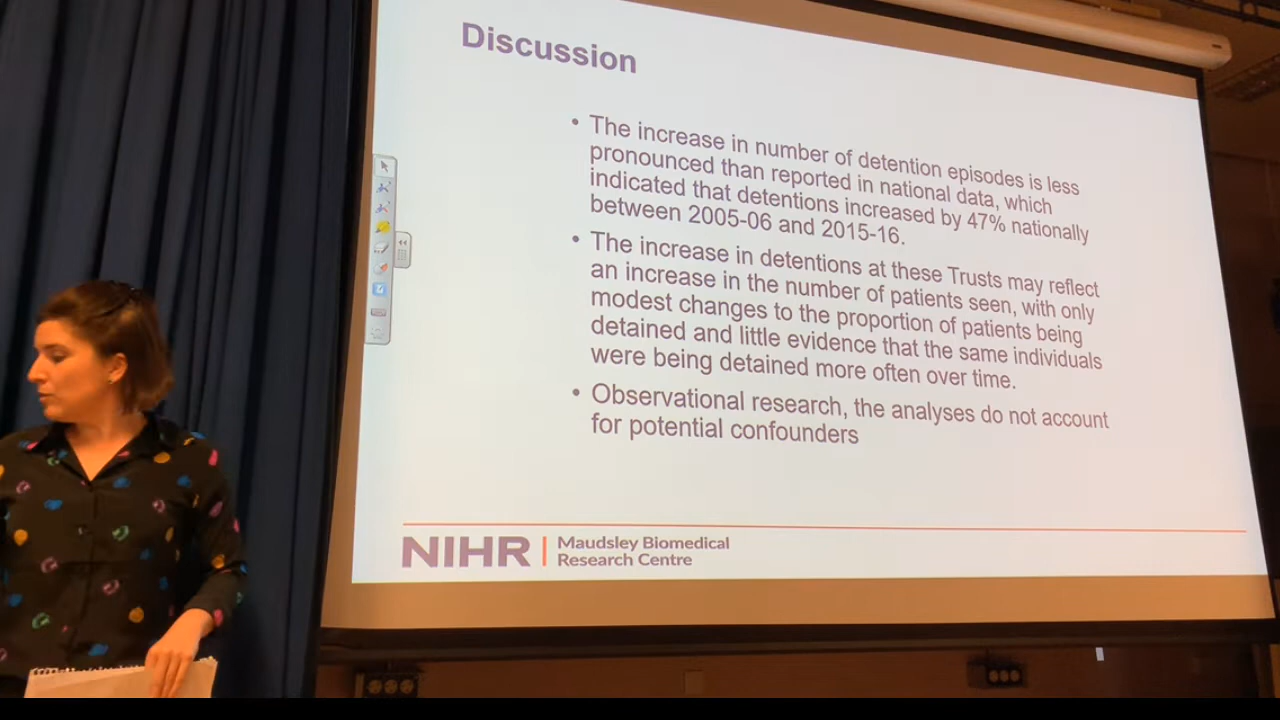 Discussion
• The increase in number of detention episodes is less
pronounced than reported in national data, which
indicated that detentions increased by 47% nationally
between 2005-06 and 2015-16.
• The increase in detentions at these Trusts may reflect
an increase in the number of patients seen, with only
modest changes to the proportion of patients being
detained and little evidence that the same individuals
were being detained more often over time.
• Observational research, the analyses do not account
for potential confounders
NIHR | Maudsley Biomedical
Research Centre